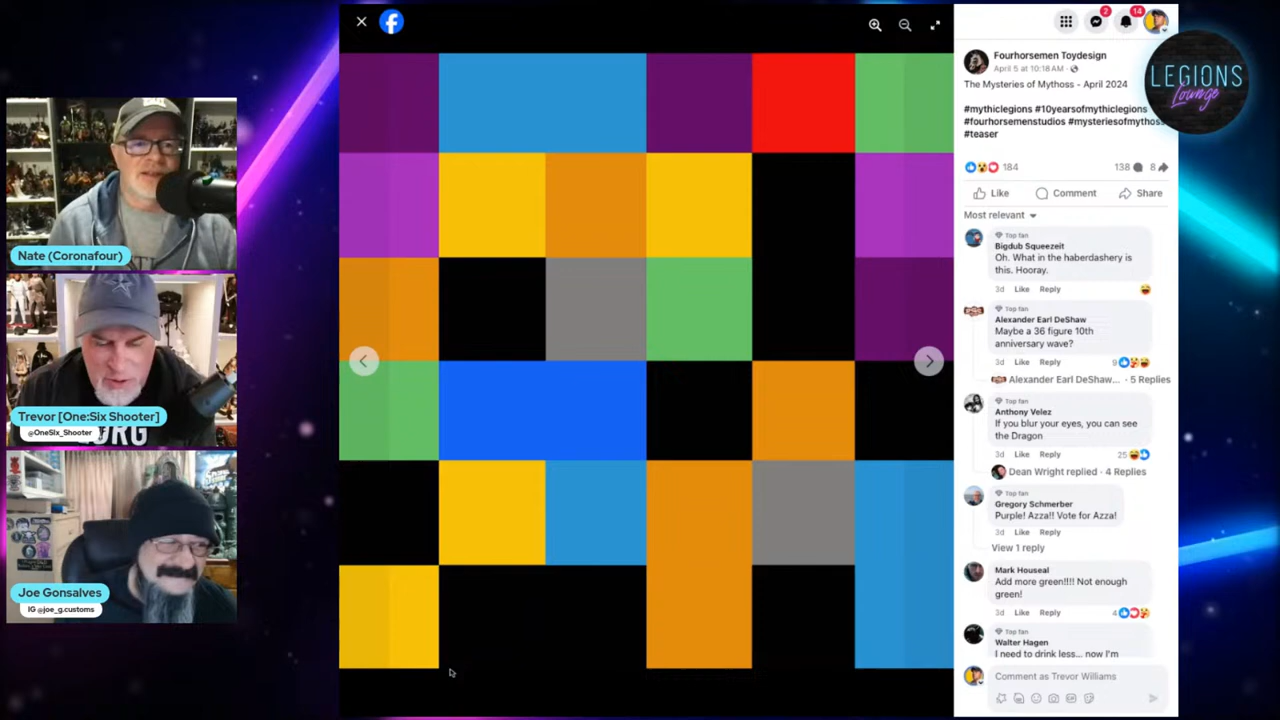 Nate (Coronafour)
Trevor [One:Six Shooter]
@OneSIx_Shooter
Joe Gonsalves
IG @joe_g.customs
2
14
LEGIONS
Lounge
Fourhorsemen Toydesign
April 5 at 10:18 AM
The Mysteries of Mythoss - April 2024
#mythiclegions #10yearsofmythiclegions
#fourhorsemenstudios #mysteriesofmythoss
#teaser
184
138
8
Like
Comment
Share
Most relevant
Top fan
Bigdub Squeezeit
Oh. What in the haberdashery is
this. Hooray.
3d Like Reply
Top fan
Alexander Earl DeShaw
Maybe a 36 figure 10th
anniversary wave?
3d Like Reply 9
Alexander Earl DeShaw... · 5 Replies
Top fan
Anthony Velez
If you blur your eyes, you can see
the Dragon
3d Like Reply 25
Dean Wright replied · 4 Replies
Top fan
Gregory Schmerber
Purple! Azza!! Vote for Azza!
3d Like Reply
View 1 reply
Mark Houseal
Add more green!!!! Not enough
green!
3d Like Reply 4
Top fan
Walter Hagen
I need to drink less... now I'm
Comment as Trevor Williams